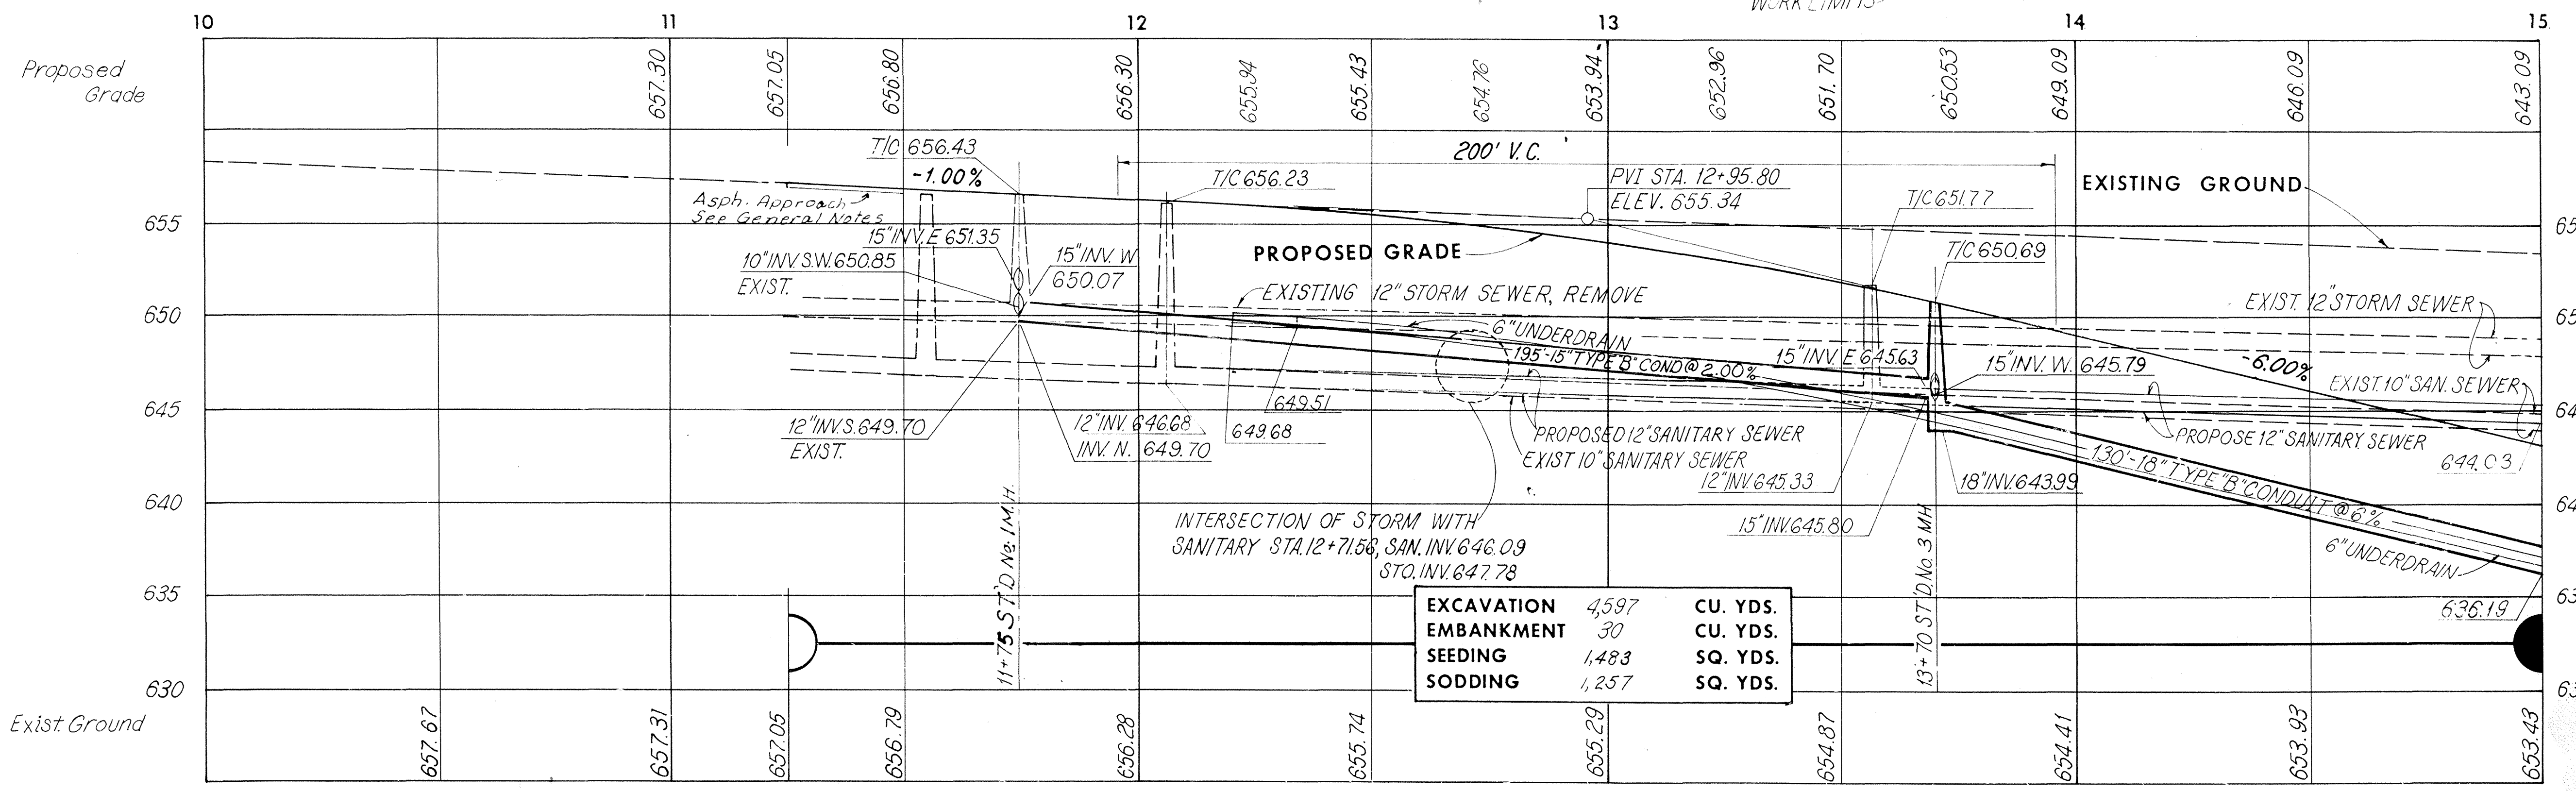 WORK LIMITS
10 11 12 13 14 15
Proposed
Grade
657.30 657.05 656.80 656.30 655.94 655.43 654.76 653.94 652.96 651.70 650.53 649.09 646.09 643.09
T/C 656.43
-1.00%
200' V.C.
T/C 656.23
PVI STA. 12+95.80
ELEV. 655.34
T/C 651.77
EXISTING GROUND
Asph. Approach
See General Notes
655
15" INV. E 651.35
10" INV. S.W. 650.85
EXIST.
15" INV. W
650.07
PROPOSED GRADE
T/C 650.69
EXISTING 12" STORM SEWER, REMOVE
EXIST. 12" STORM SEWER
650
6" UNDERDRAIN
195'-15" TYPE "B" COND @ 2.00%
15" INV. E 645.63
15" INV. W. 645.79
-6.00%
EXIST. 10" SAN. SEWER
645
649.51
649.68
12" INV. S. 649.70
EXIST.
12" INV. 646.68
INV. N. 649.70
PROPOSED 12" SANITARY SEWER
EXIST 10" SANITARY SEWER
PROPOSE 12" SANITARY SEWER
644.03
12" INV. 645.33
18" INV. 643.99
130'-18" TYPE "B" CONDUIT @ 6%
640
15" INV. 645.80
INTERSECTION OF STORM WITH
SANITARY STA. 12+71.56, SAN. INV. 646.09
STO. INV. 647.78
6" UNDERDRAIN
635
636.19
11+75 ST'D No. 1 M.H.
13+70 ST'D. No. 3 MH
EXCAVATION 4,597 CU. YDS.
EMBANKMENT 30 CU. YDS.
SEEDING 1,483 SQ. YDS.
SODDING 1,257 SQ. YDS.
630
Exist. Ground
657.67 657.31 657.05 656.79 656.28 655.74 655.29 654.87 654.41 653.93 653.43